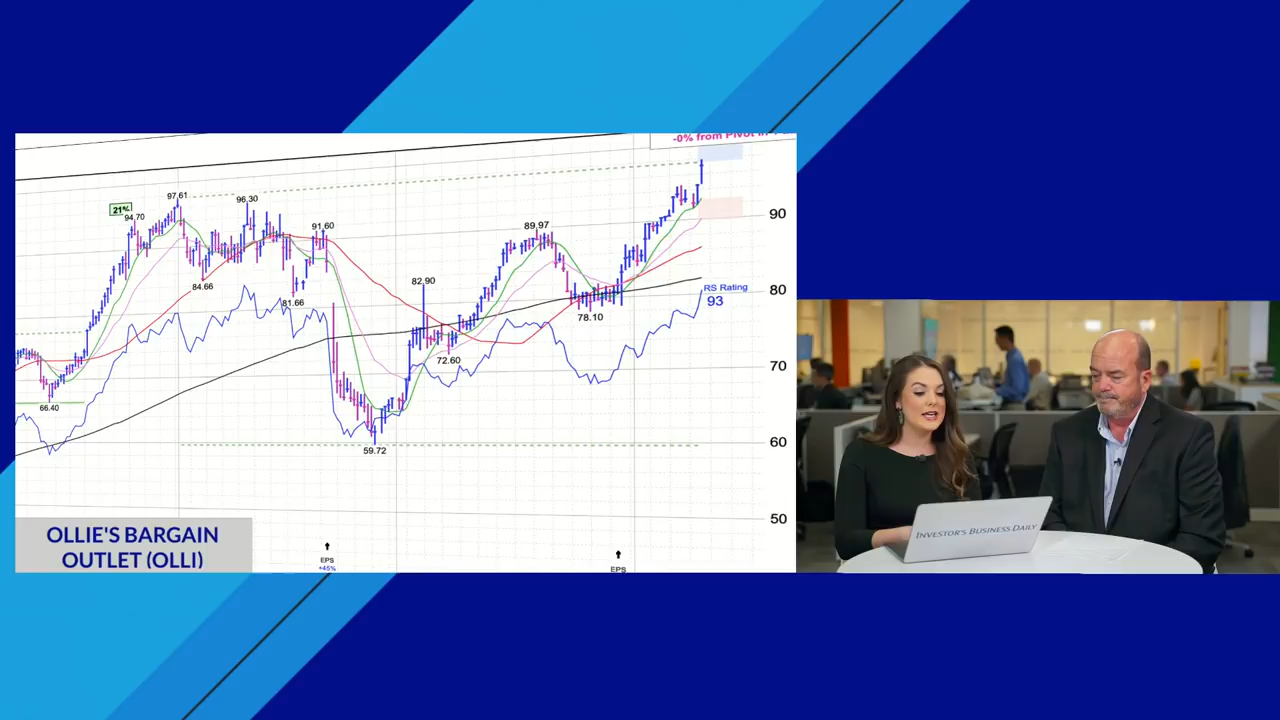 -0% from Pivot in
97.61
96.30
21%
94.70
91.60
89.97
90
84.66
82.90
80
81.66
RS Rating
93
78.10
72.60
70
66.40
60
59.72
50
OLLIE'S BARGAIN
OUTLET (OLLI)
EPS
+45%
EPS
INVESTOR'S BUSINESS DAILY